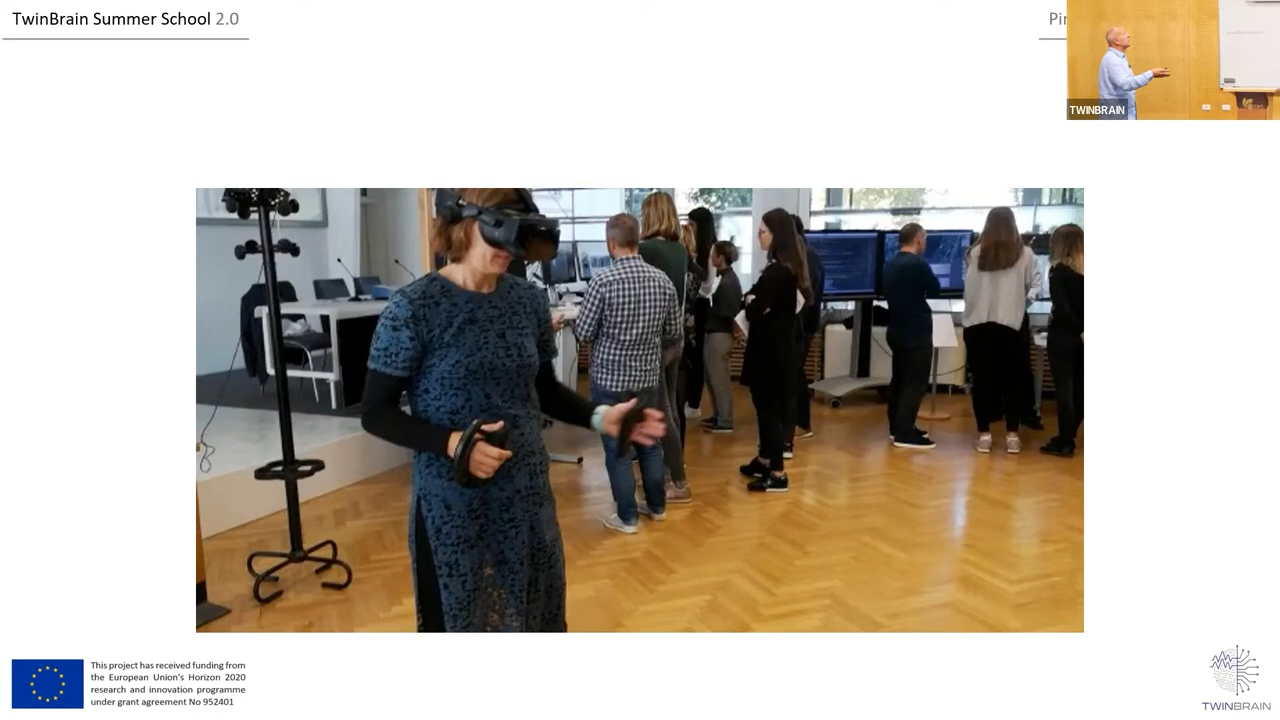 TwinBrain Summer School 2.0
TWINBRAIN
This project has received funding from
the European Union's Horizon 2020
research and innovation programme
under grant agreement No 952401
TWINBRAIN